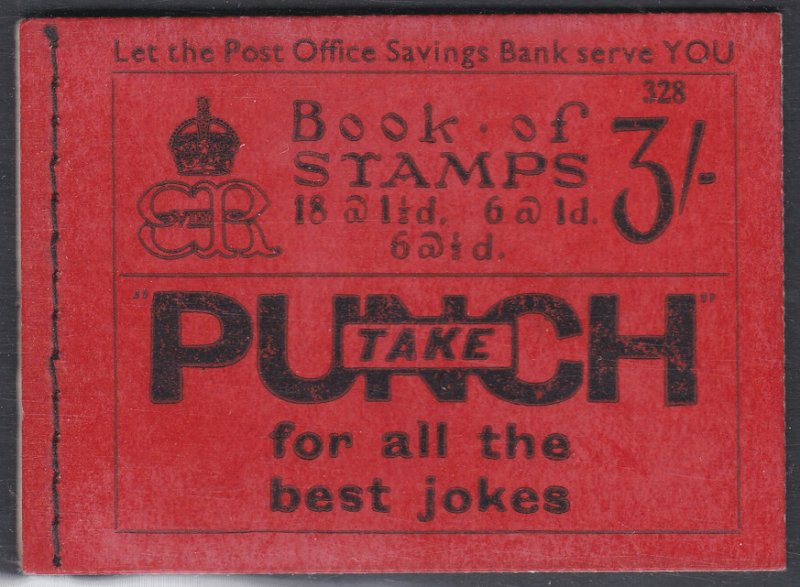 Let the Post Office Savings Bank serve YOU
328
Book of STAMPS 3/-
18 @ 1½d. 6 @ 1d.
6 @ ½d.
E VIII R
"PUNCH"
TAKE
for all the
best jokes